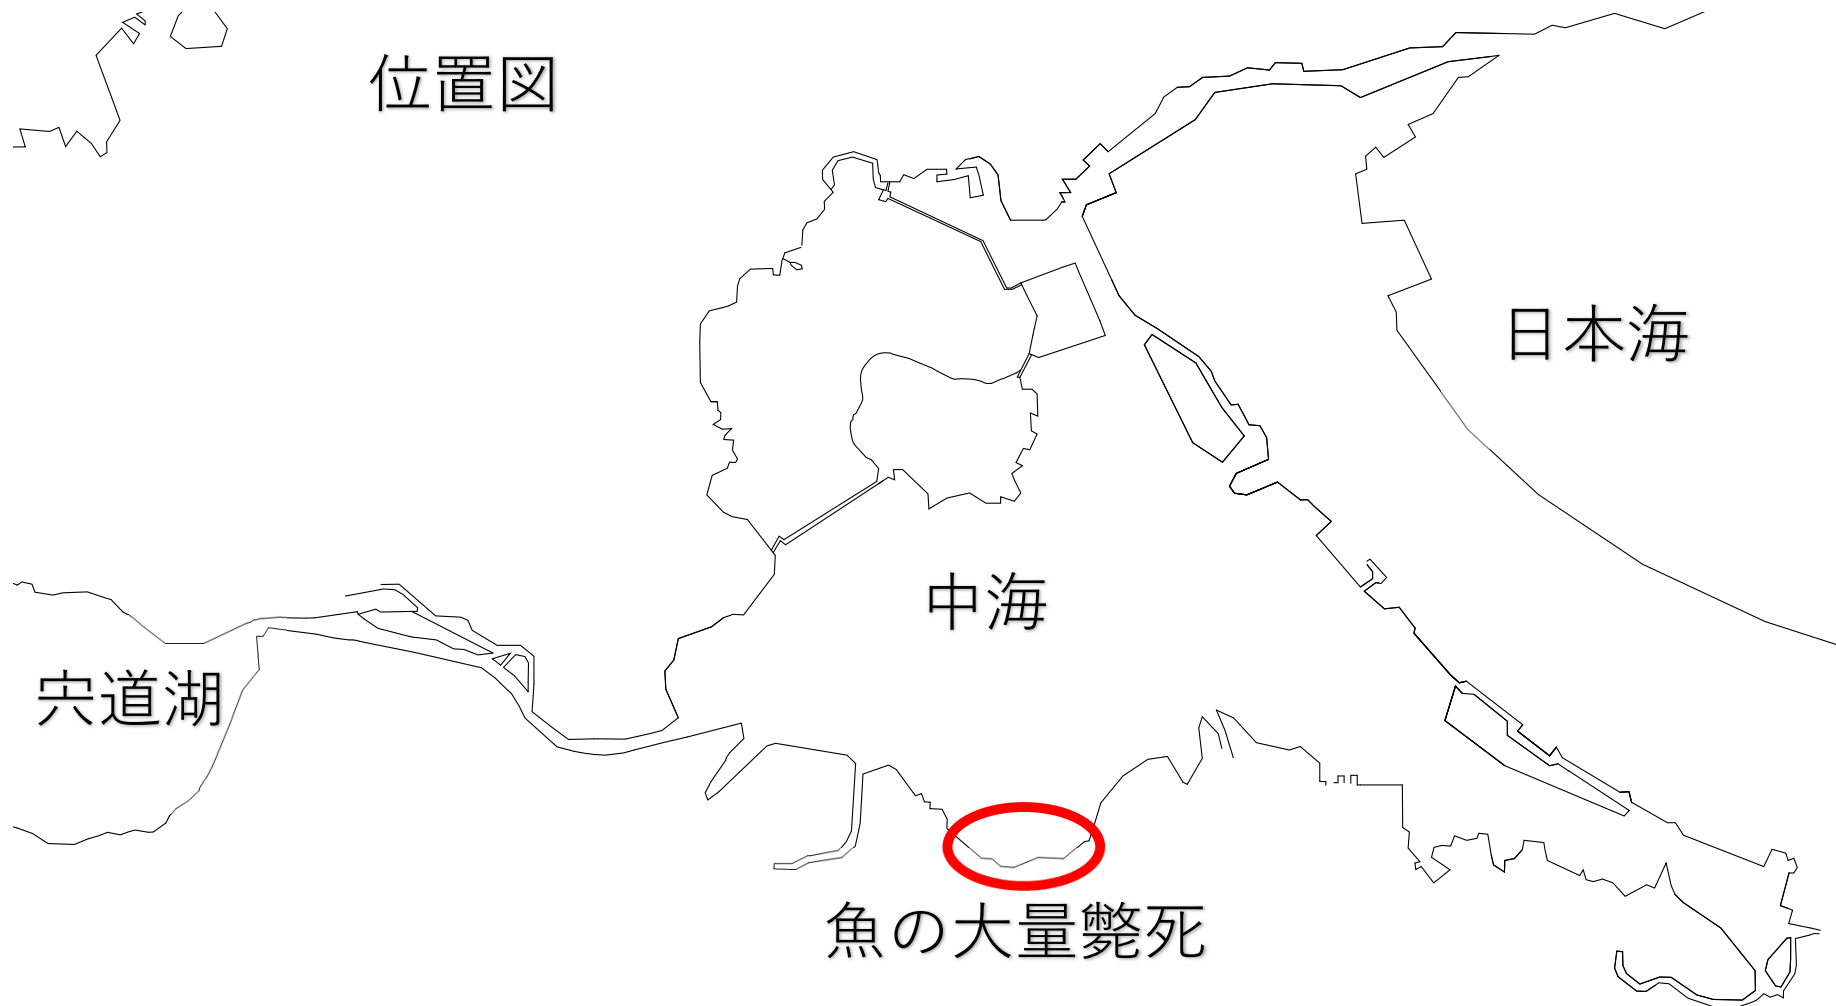 位置図
日本海
中海
宍道湖
魚の大量斃死